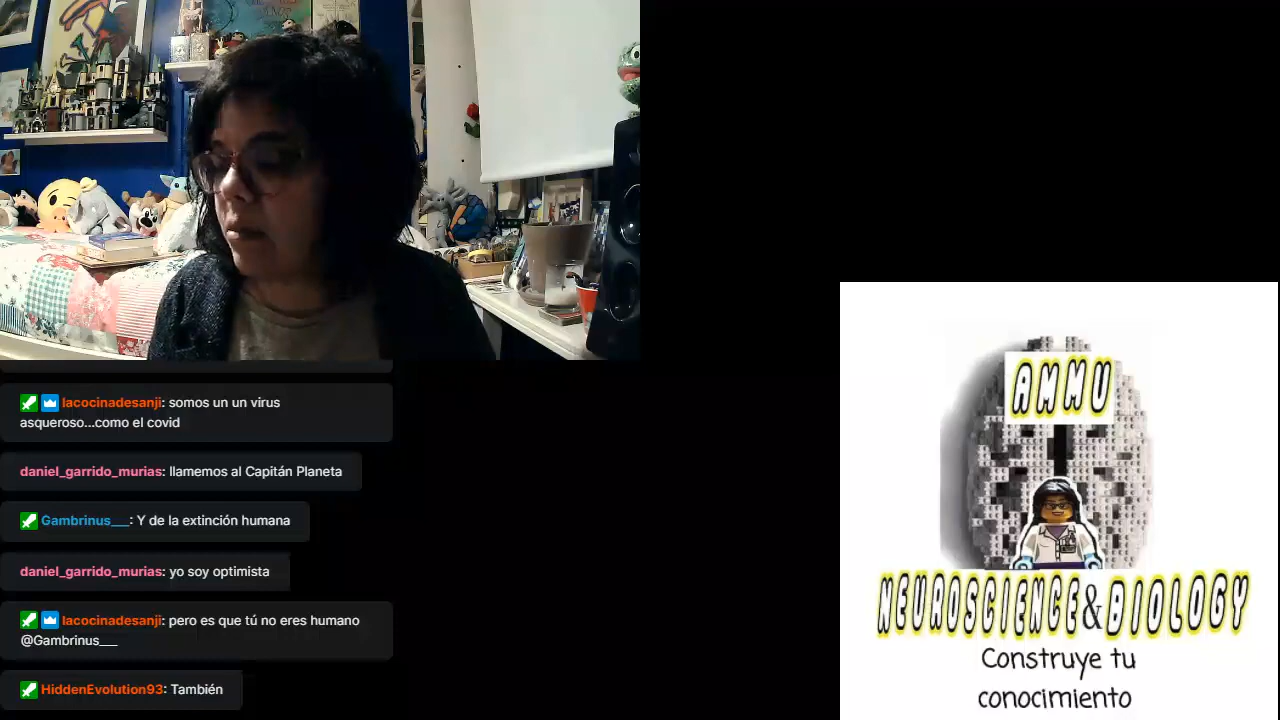 lacocinadesanji: somos un un virus
asqueroso...como el covid
daniel_garrido_murias: llamemos al Capitán Planeta
Gambrinus__: Y de la extinción humana
daniel_garrido_murias: yo soy optimista
lacocinadesanji: pero es que tú no eres humano
@Gambrinus__
HiddenEvolution93: También
AMMU
NEUROSCIENCE&BIOLOGY
Construye tu
conocimiento